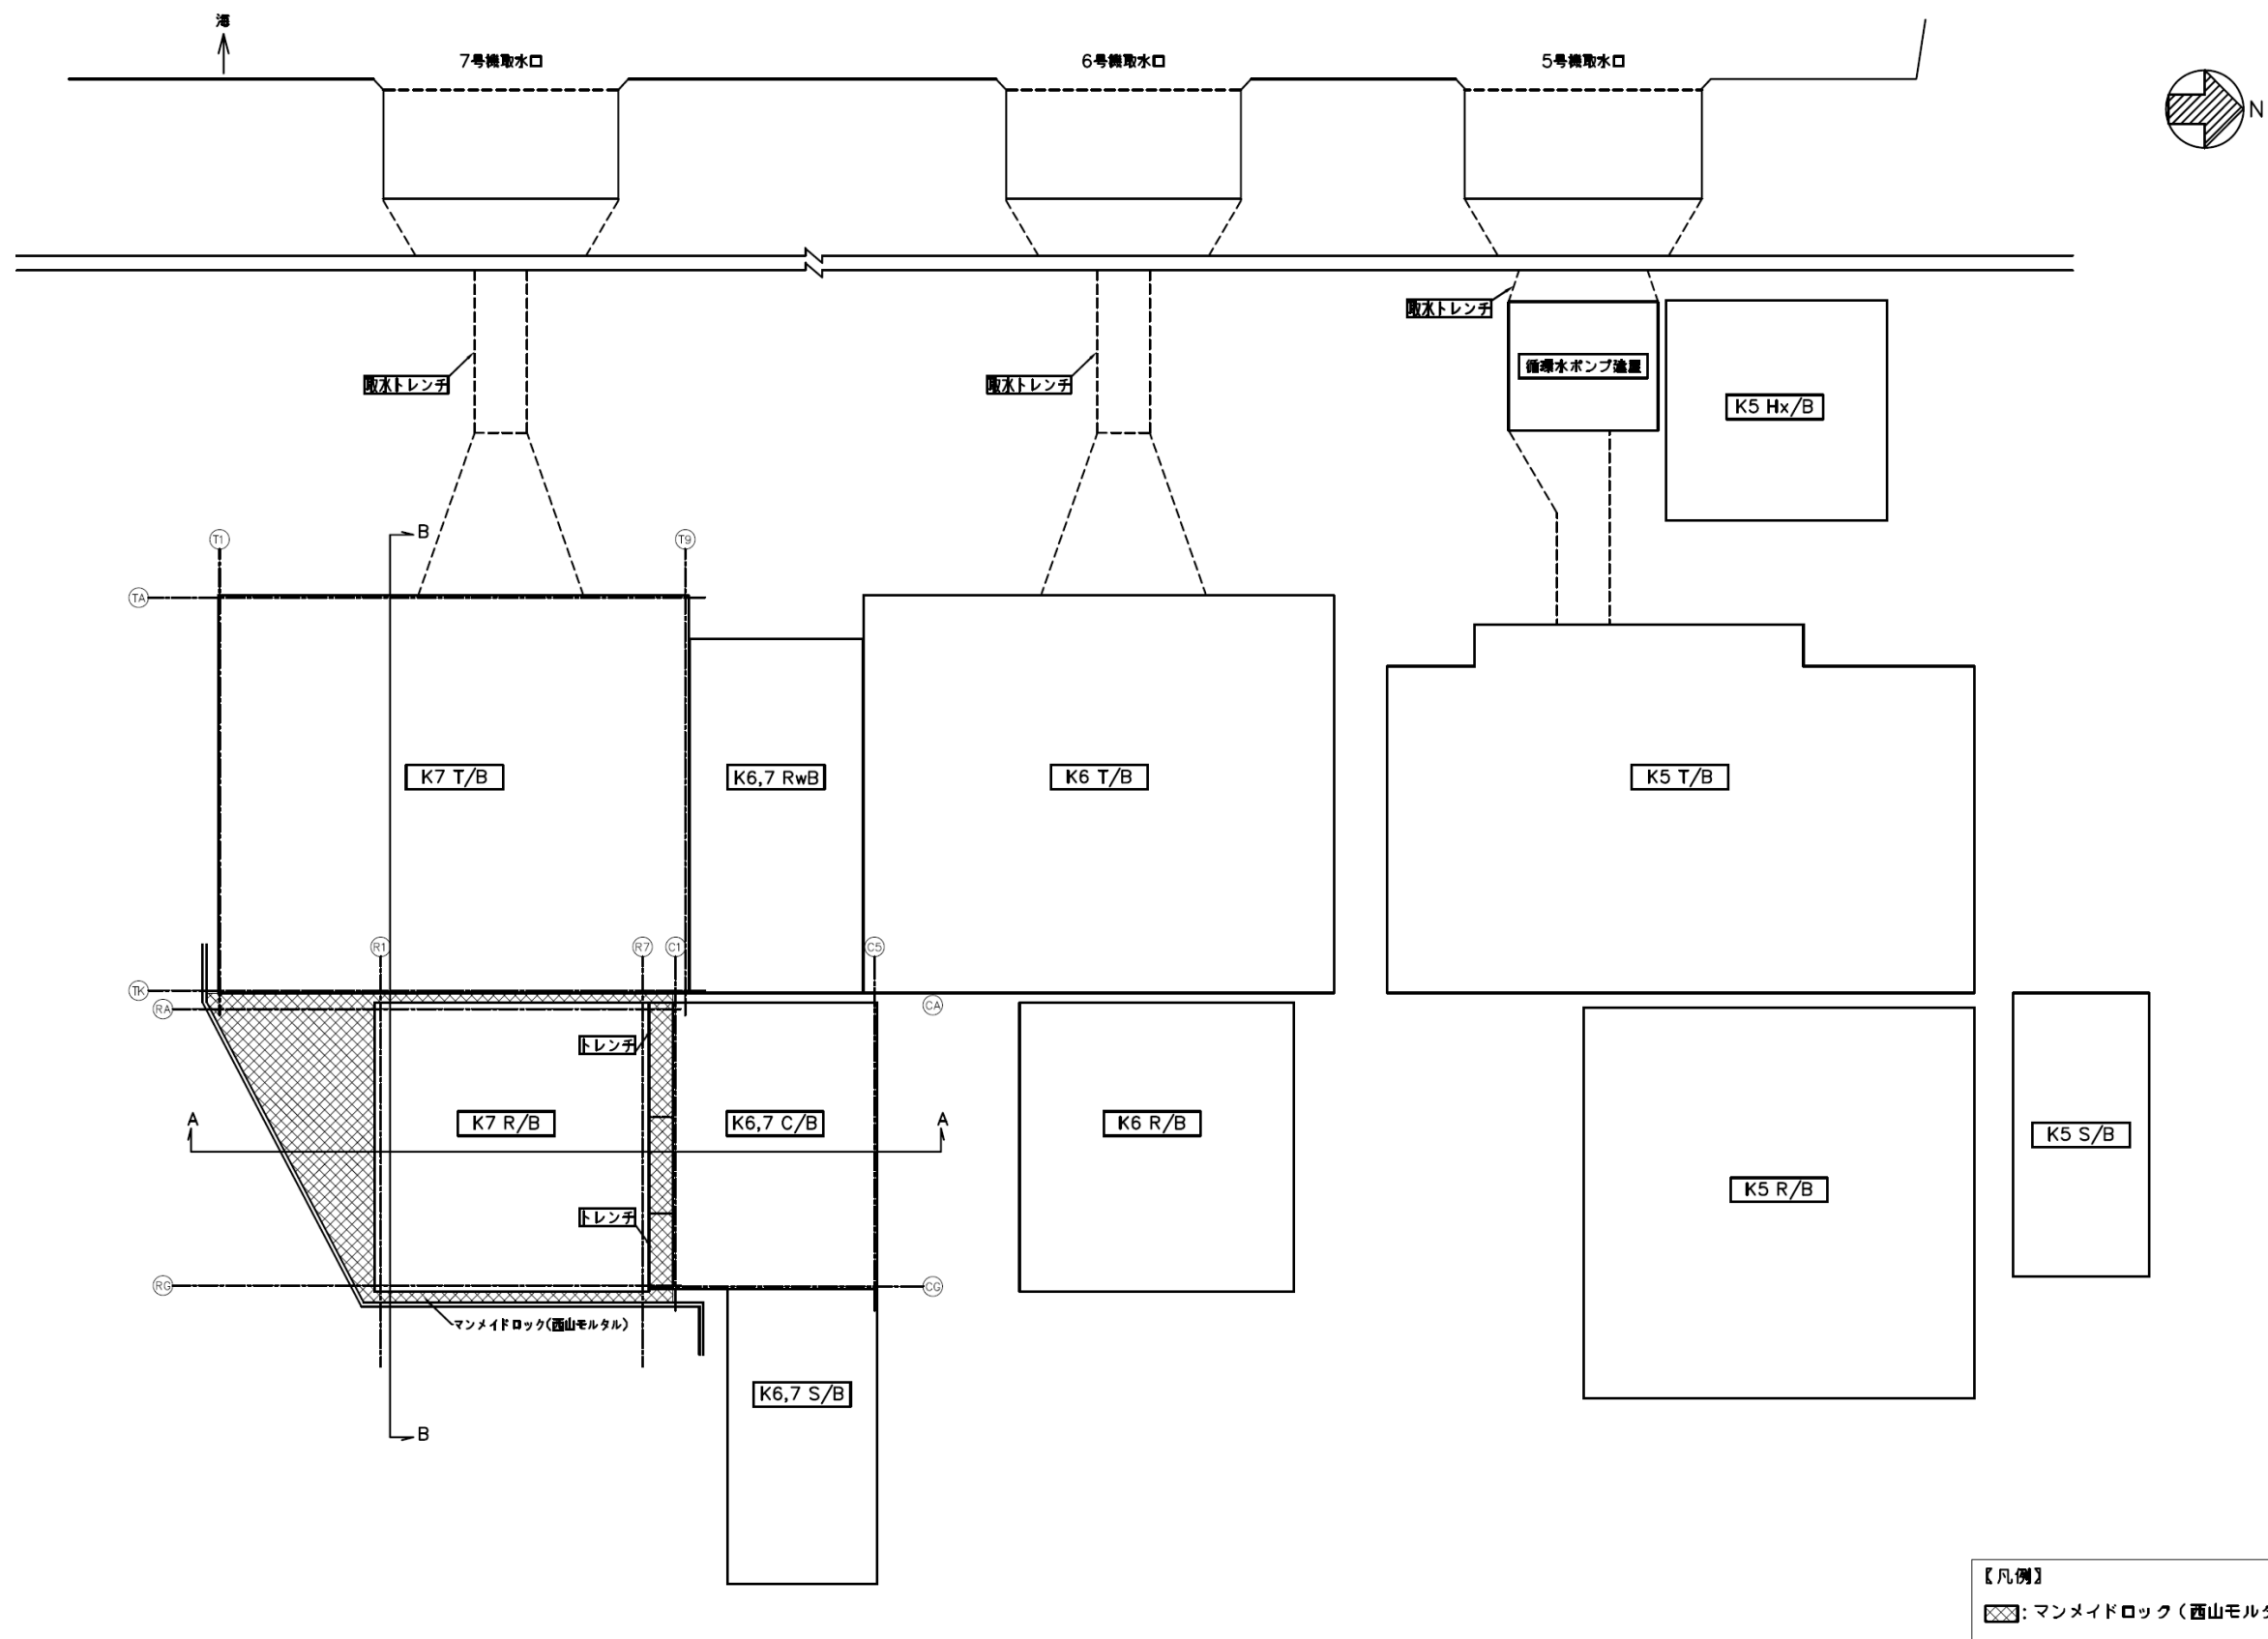 海
7号機取水口
6号機取水口
5号機取水口
N
取水トレンチ
循環水ポンプ建屋
取水トレンチ
取水トレンチ
K5 Hx/B
B
T1
T9
TA
K7 T/B
K6,7 RwB
K6 T/B
K5 T/B
R1
R7
C1
C5
TK
RA
CA
トレンチ
A
A
K7 R/B
K6,7 C/B
K6 R/B
K5 S/B
K5 R/B
トレンチ
RG
CG
マンメイドロック(西山モルタル)
K6,7 S/B
B
【凡例】
:マンメイドロック(西山モル